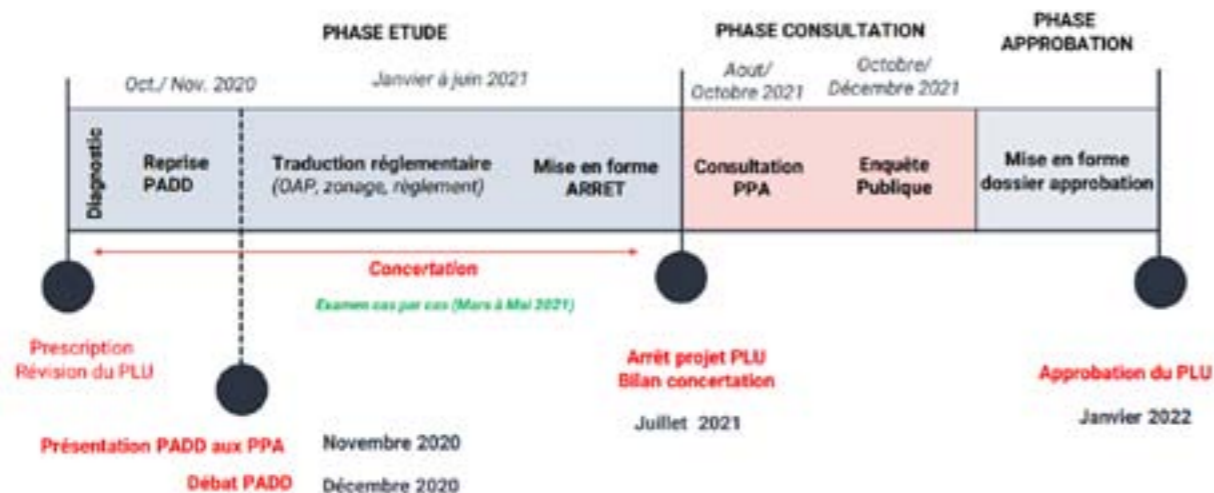 PHASE ETUDE
PHASE CONSULTATION
PHASE
APPROBATION
Oct./ Nov. 2020
Janvier à juin 2021
Aout/
Octobre 2021
Octobre/
Décembre 2021
Diagnostic
Reprise
PADD
Traduction réglementaire
(OAP, zonage, règlement)
Mise en forme
ARRET
Consultation
PPA
Enquête
Publique
Mise en forme
dossier approbation
Concertation
Examen cas par cas (Mars à Mai 2021)
Prescription
Révision du PLU
Arrêt projet PLU
Bilan concertation
Juillet 2021
Approbation du PLU
Janvier 2022
Présentation PADD aux PPA
Novembre 2020
Débat PADD
Décembre 2020